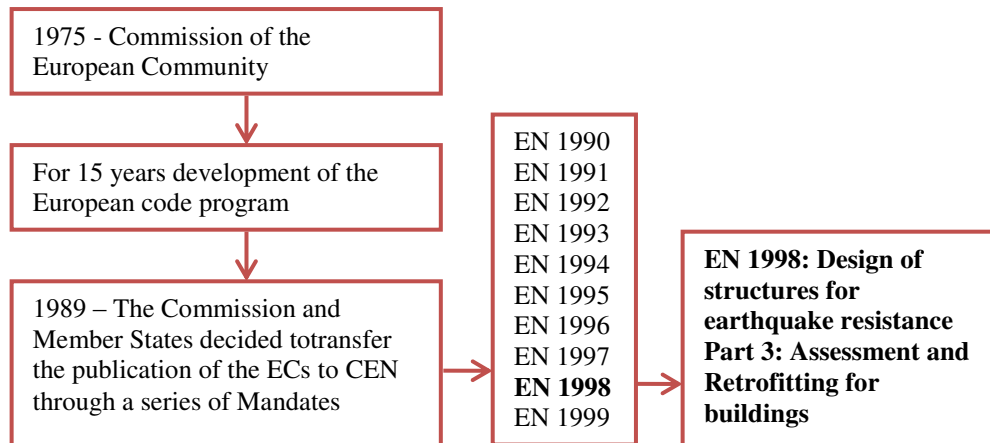 1975 - Commission of the
European Community
For 15 years development of the
European code program
1989 – The Commission and
Member States decided totransfer
the publication of the ECs to CEN
through a series of Mandates
EN 1990
EN 1991
EN 1992
EN 1993
EN 1994
EN 1995
EN 1996
EN 1997
EN 1998
EN 1999
EN 1998: Design of
structures for
earthquake resistance
Part 3: Assessment and
Retrofitting for
buildings